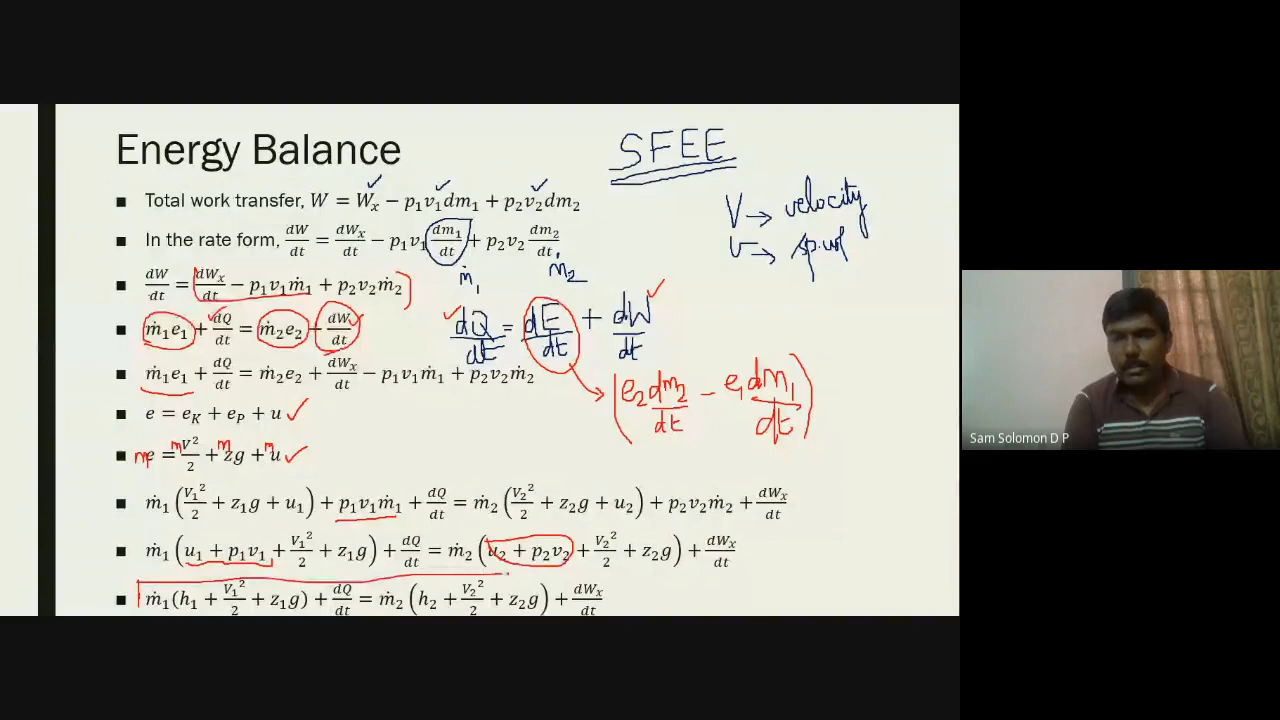 Energy Balance
SFEE
■ Total work transfer, W = Wₓ − p₁v₁dm₁ + p₂v₂dm₂
V → velocity
■ In the rate form, dW/dt = dWₓ/dt − p₁v₁ dm₁/dt + p₂v₂ dm₂/dt
v → sp. vol
ṁ₁ ṁ₂
■ dW/dt = dWₓ/dt − p₁v₁ṁ₁ + p₂v₂ṁ₂
■ ṁ₁e₁ + dQ/dt = ṁ₂e₂ + dW/dt
dQ/dt = dE/dt + dW/dt
■ ṁ₁e₁ + dQ/dt = ṁ₂e₂ + dWₓ/dt − p₁v₁ṁ₁ + p₂v₂ṁ₂
(e₂ dm₂/dt − e₁ dm₁/dt)
■ e = e_K + e_P + u
■ me = m V²/2 + m zg + m u
■ ṁ₁(V₁²/2 + z₁g + u₁) + p₁v₁ṁ₁ + dQ/dt = ṁ₂(V₂²/2 + z₂g + u₂) + p₂v₂ṁ₂ + dWₓ/dt
■ ṁ₁(u₁ + p₁v₁ + V₁²/2 + z₁g) + dQ/dt = ṁ₂(u₂ + p₂v₂ + V₂²/2 + z₂g) + dWₓ/dt
■ ṁ₁(h₁ + V₁²/2 + z₁g) + dQ/dt = ṁ₂(h₂ + V₂²/2 + z₂g) + dWₓ/dt
Sam Solomon D P